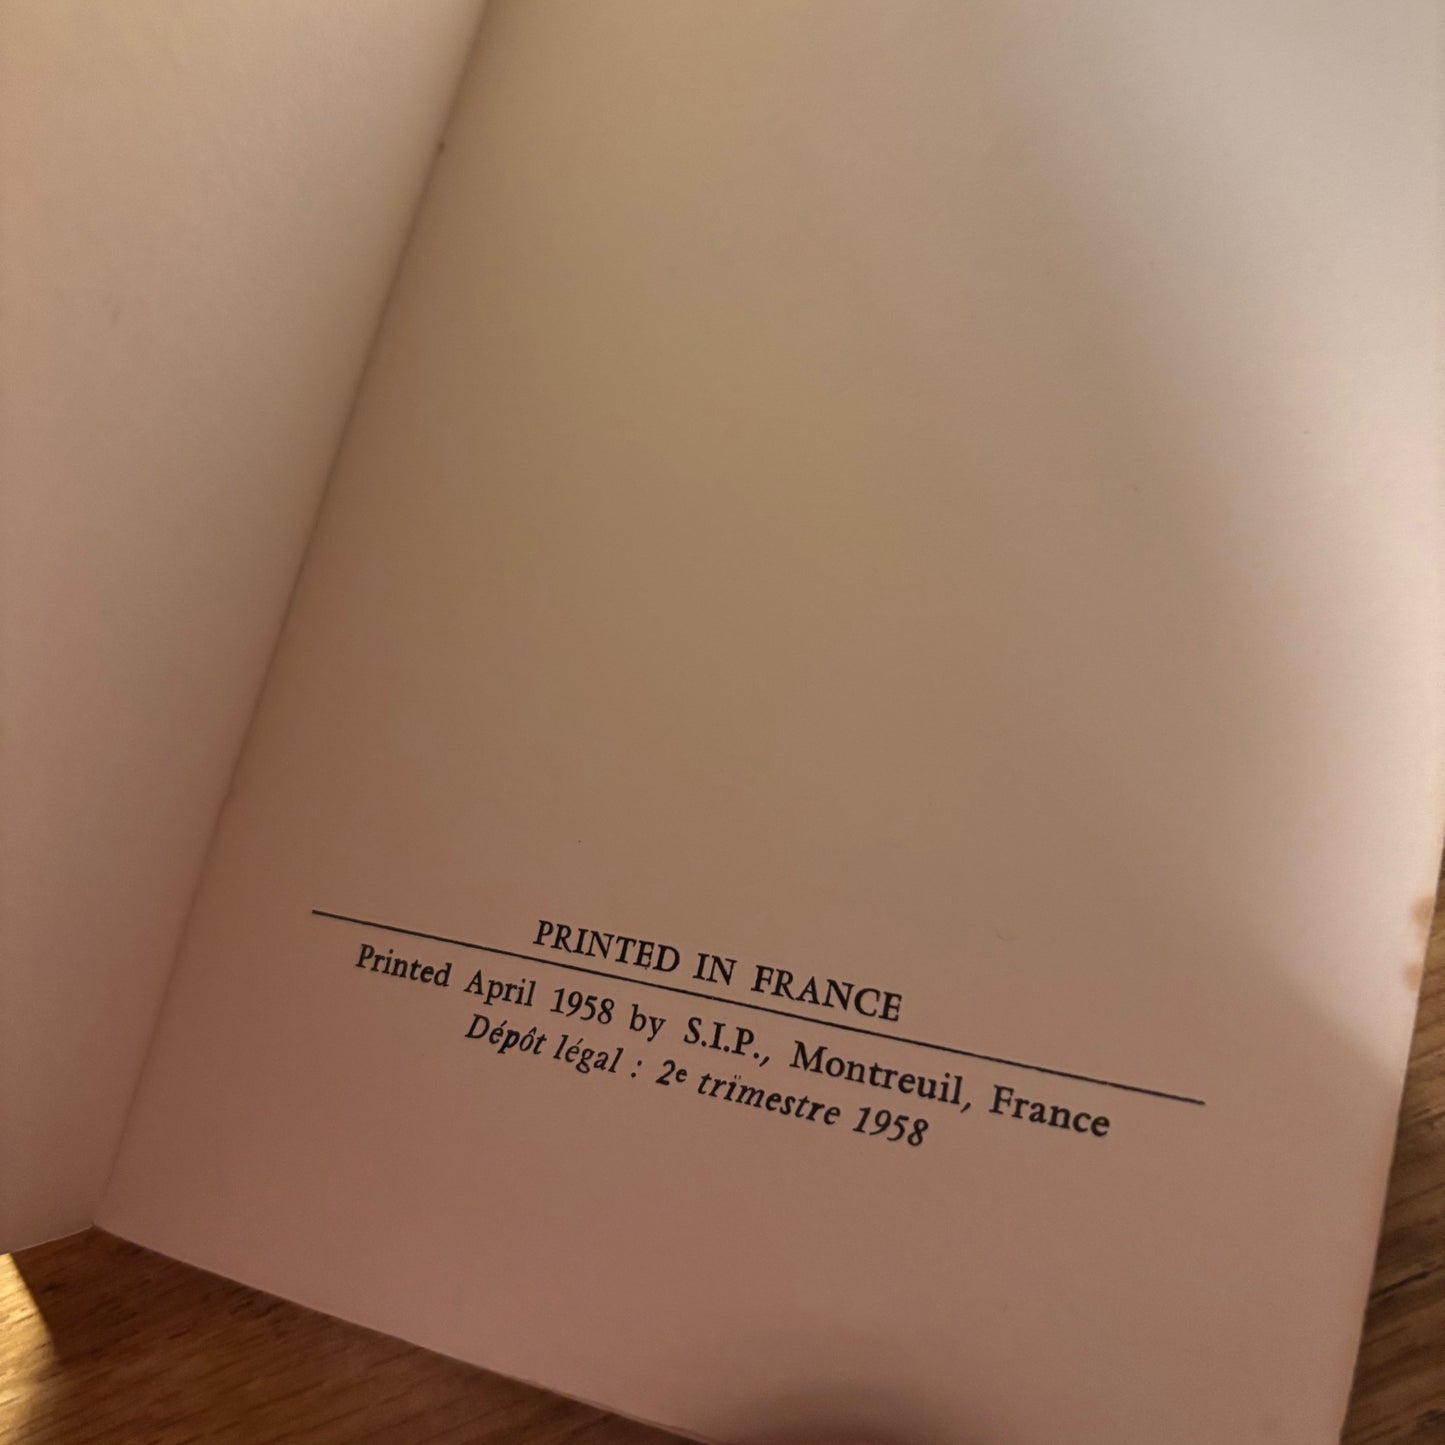 PRINTED IN FRANCE
Printed April 1958 by S.I.P., Montreuil, France
Dépôt légal : 2e trimestre 1958